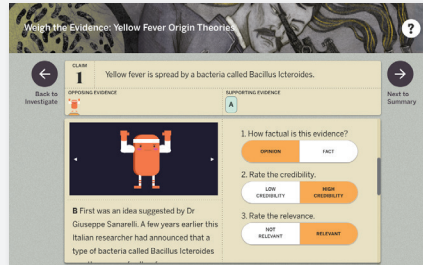 Weigh the Evidence: Yellow Fever Origin Theories
?
Back to
Investigate
CLAIM
1
Yellow fever is spread by a bacteria called Bacillus Icteroides.
OPPOSING EVIDENCE
SUPPORTING EVIDENCE
A
Next to
Summary
B First was an idea suggested by Dr
Giuseppe Sanarelli. A few years earlier this
Italian researcher had announced that a
type of bacteria called Bacillus Icteroides
1. How factual is this evidence?
OPINION
FACT
2. Rate the credibility.
LOW
CREDIBILITY
HIGH
CREDIBILITY
3. Rate the relevance.
NOT
RELEVANT
RELEVANT